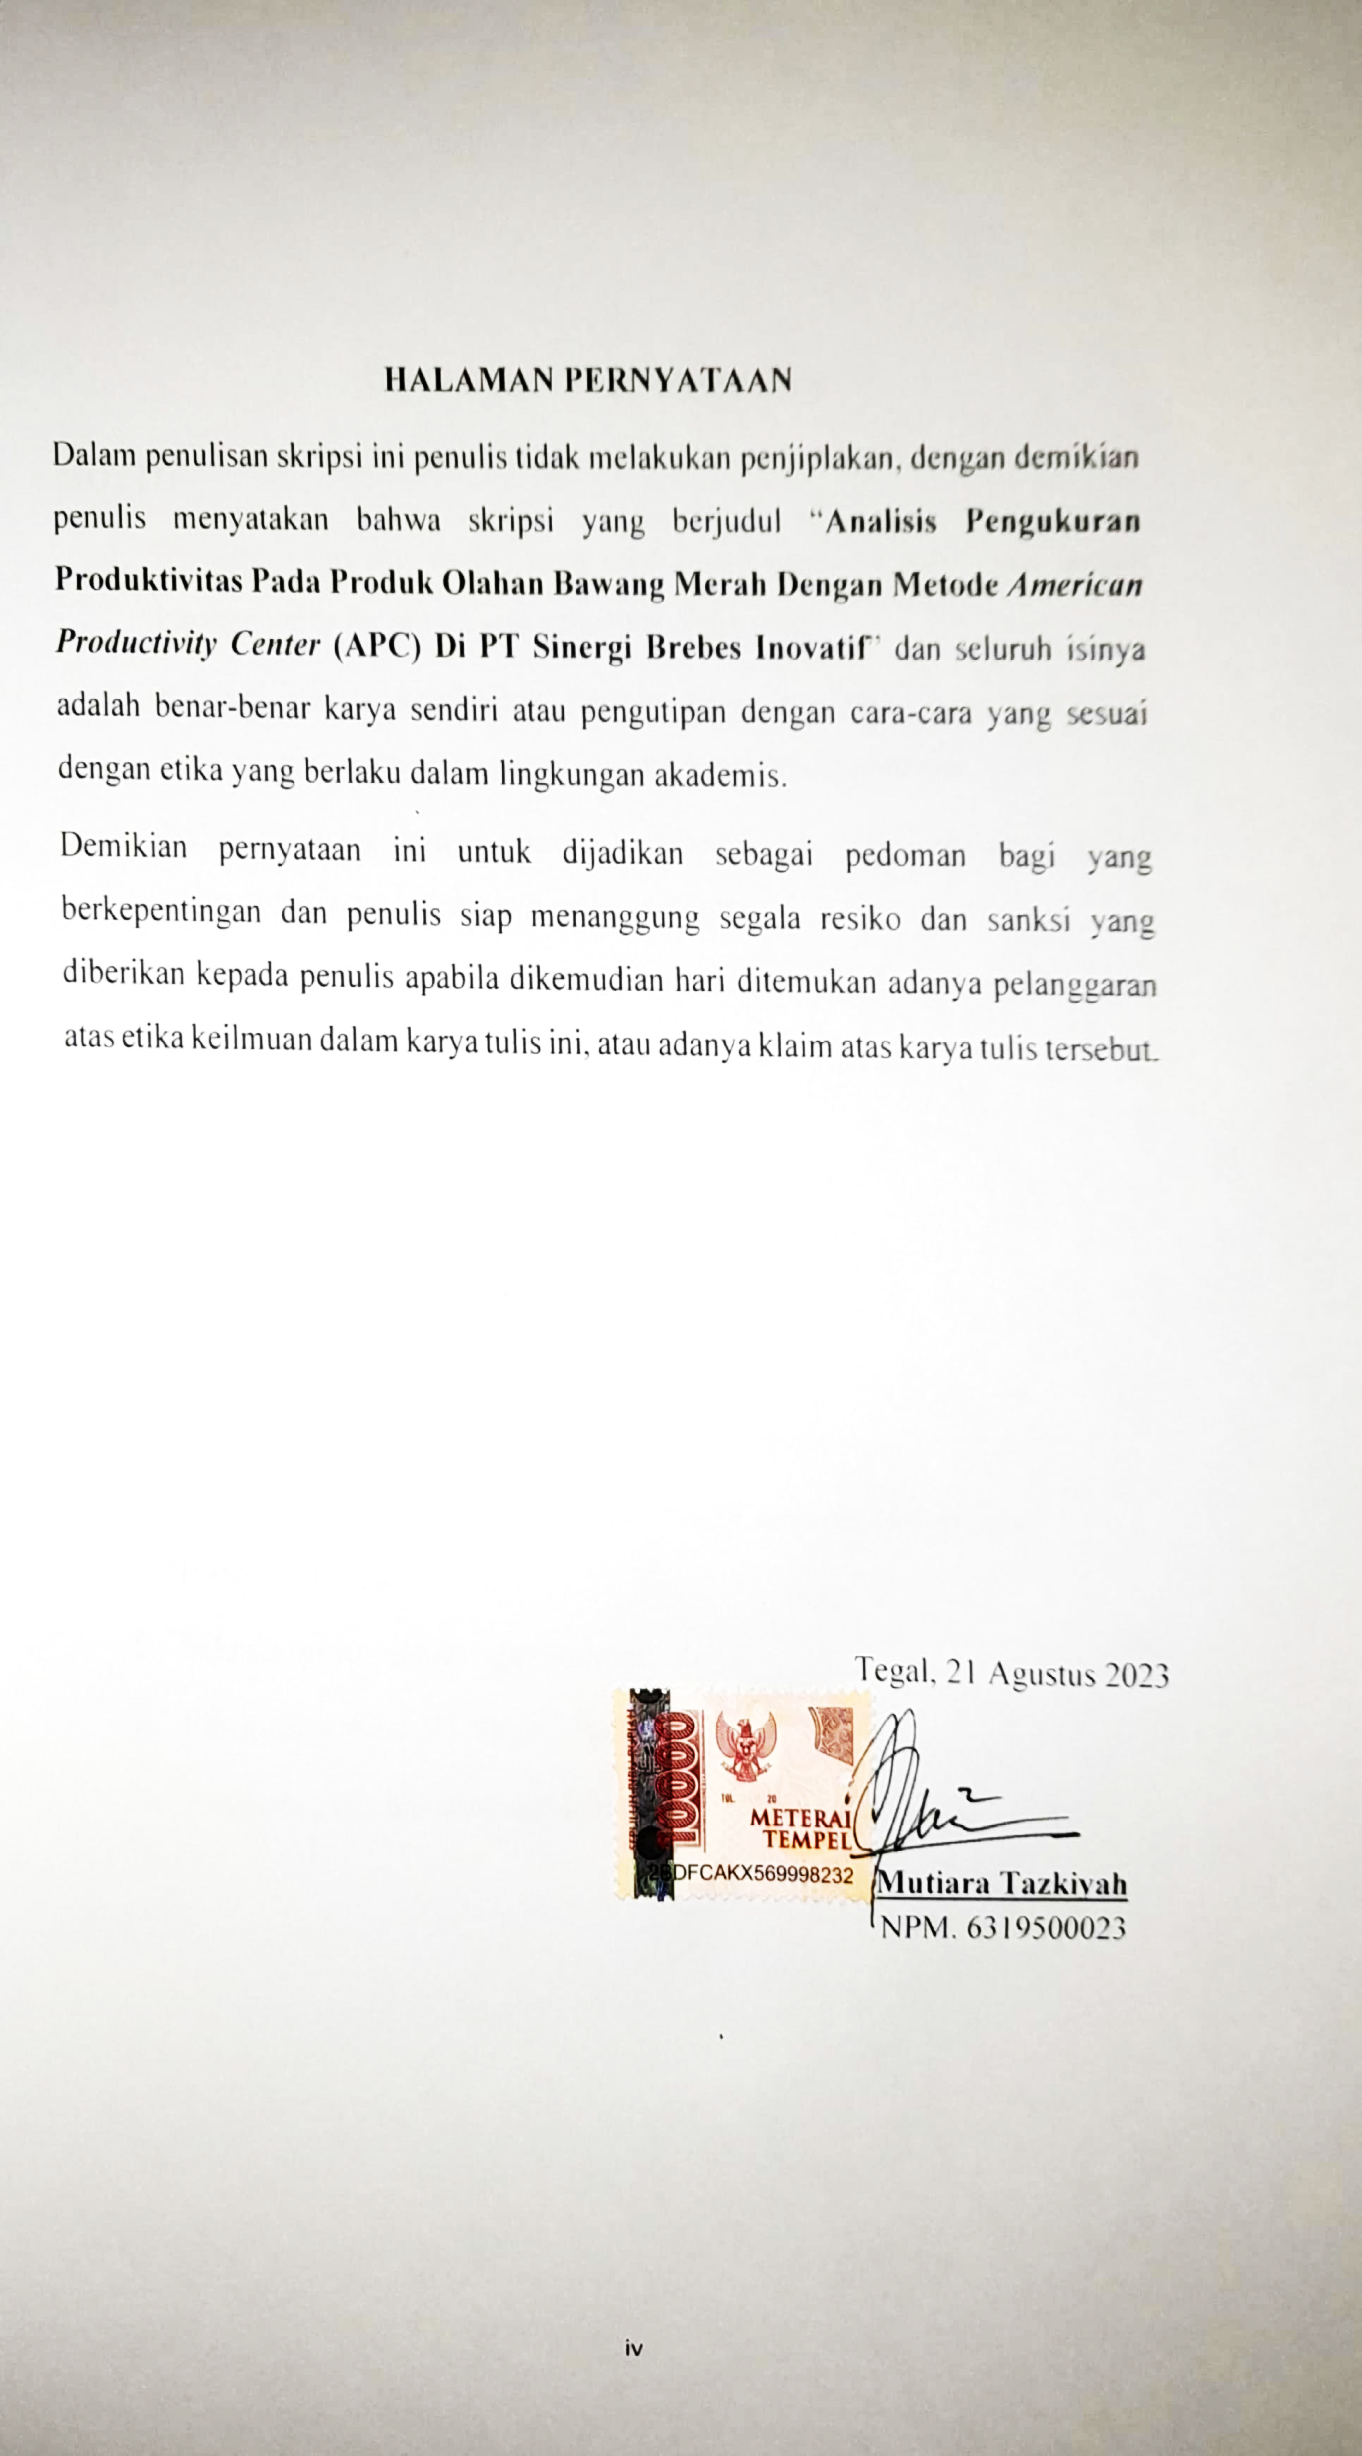 HALAMAN PERNYATAAN
Dalam penulisan skripsi ini penulis tidak melakukan penjiplakan, dengan demikian
penulis menyatakan bahwa skripsi yang berjudul “Analisis Pengukuran
Produktivitas Pada Produk Olahan Bawang Merah Dengan Metode American
Productivity Center (APC) Di PT Sinergi Brebes Inovatif” dan seluruh isinya
adalah benar-benar karya sendiri atau pengutipan dengan cara-cara yang sesuai
dengan etika yang berlaku dalam lingkungan akademis.
Demikian pernyataan ini untuk dijadikan sebagai pedoman bagi yang
berkepentingan dan penulis siap menanggung segala resiko dan sanksi yang
diberikan kepada penulis apabila dikemudian hari ditemukan adanya pelanggaran
atas etika keilmuan dalam karya tulis ini, atau adanya klaim atas karya tulis tersebut.
Tegal, 21 Agustus 2023
10000
TGL. 20
METERAI
TEMPEL
DFCAKX569998232
Mutiara Tazkiyah
NPM. 6319500023
iv